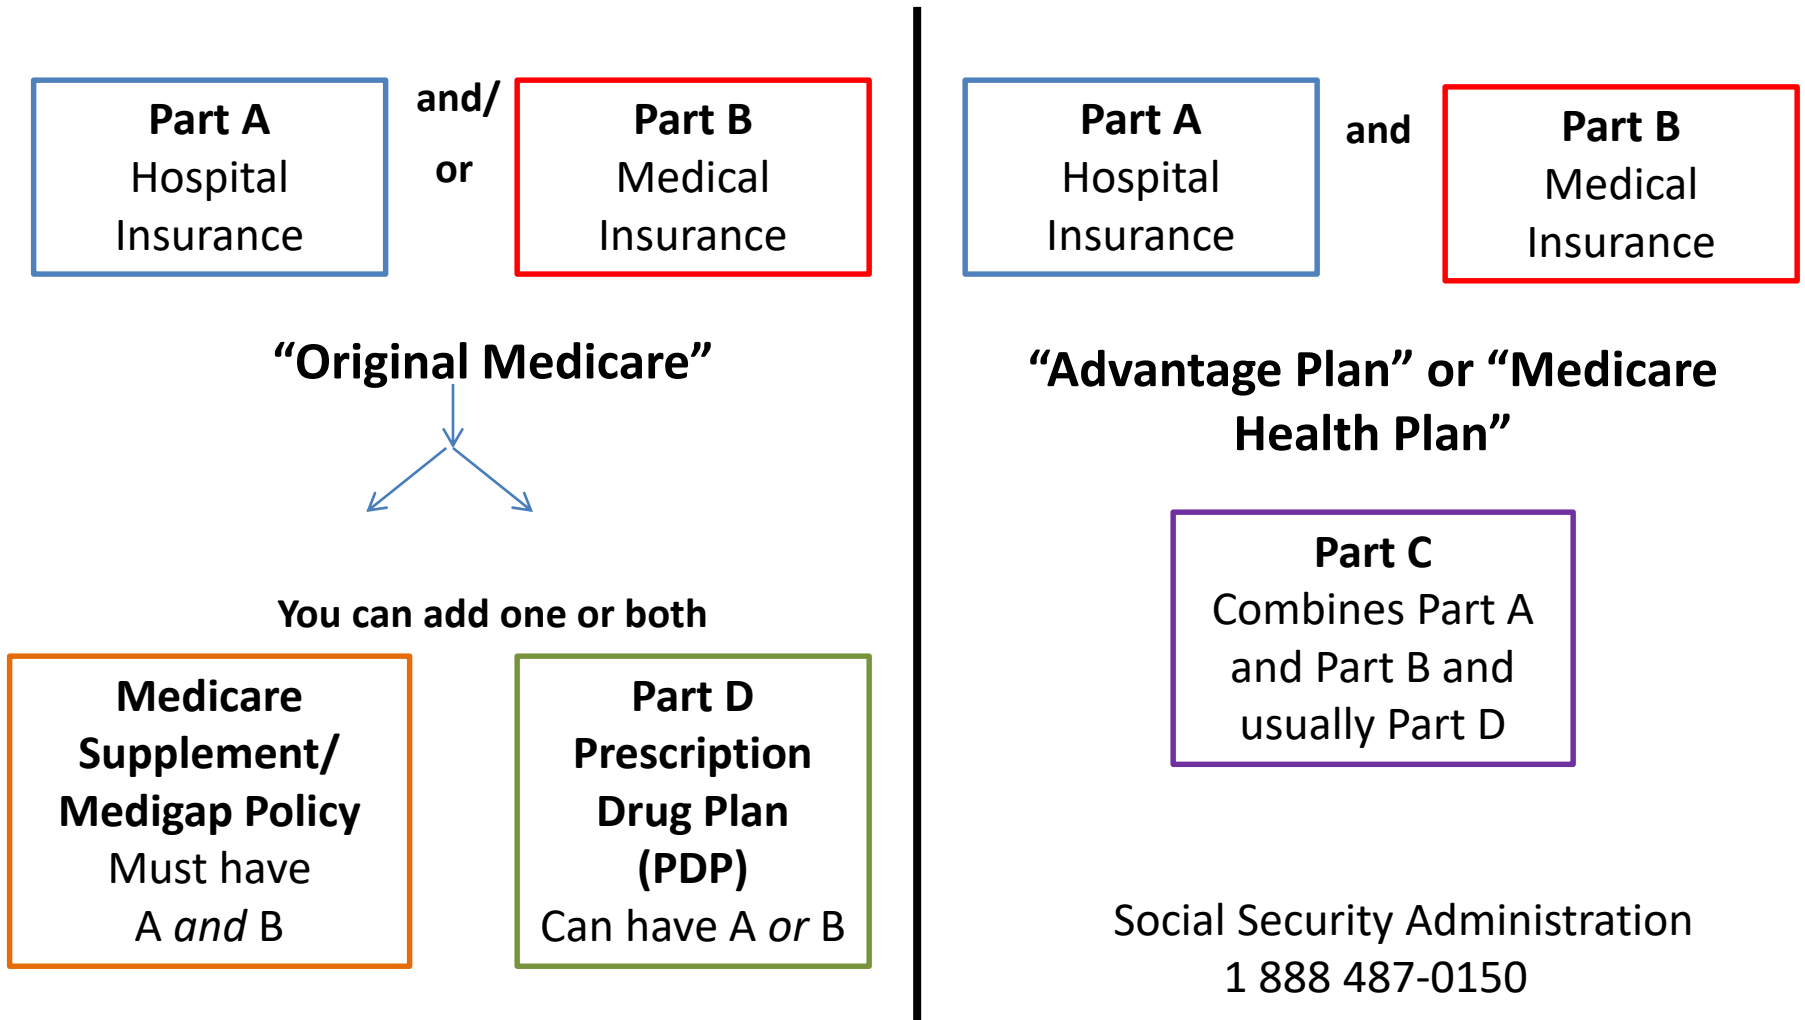 Part A
Hospital
Insurance
and/
or
Part B
Medical
Insurance
“Original Medicare”
You can add one or both
Medicare
Supplement/
Medigap Policy
Must have
A and B
Part D
Prescription
Drug Plan
(PDP)
Can have A or B
Part A
Hospital
Insurance
and
Part B
Medical
Insurance
“Advantage Plan” or “Medicare
Health Plan”
Part C
Combines Part A
and Part B and
usually Part D
Social Security Administration
1 888 487-0150